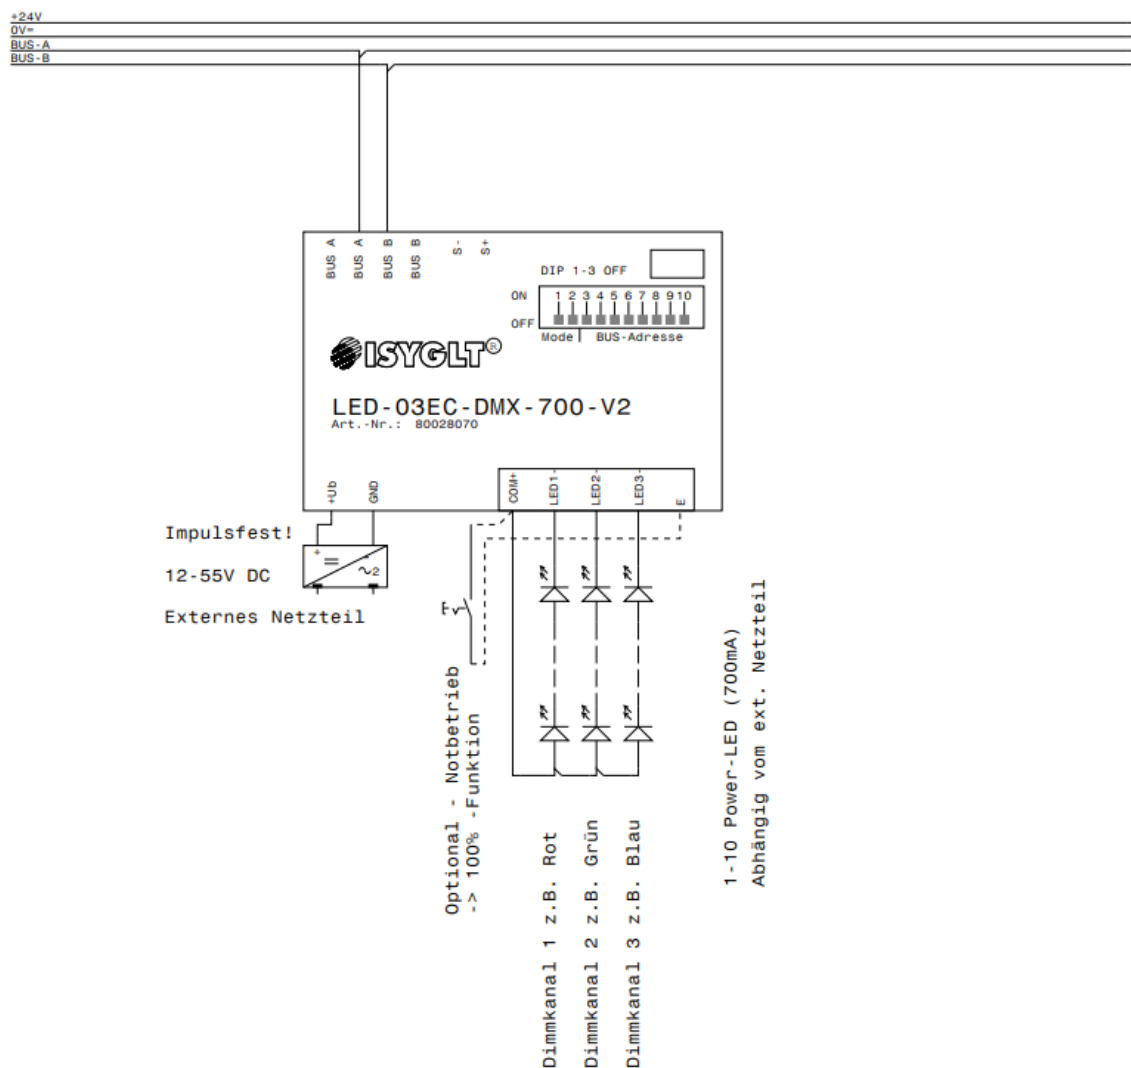 +24V
0V=
BUS-A
BUS-B
BUS A
BUS A
BUS B
BUS B
S-
S+
DIP 1-3 OFF
ON
1 2 3 4 5 6 7 8 9 10
OFF
Mode
BUS-Adresse
ISYGLT®
LED-03EC-DMX-700-V2
Art.-Nr.: 80028070
+Ub
GND
COM+
LED1-
LED2-
LED3-
E
Impulsfest!
12-55V DC
Externes Netzteil
+
-
~2
Optional - Notbetrieb
-> 100% -Funktion
Dimmkanal 1 z.B. Rot
Dimmkanal 2 z.B. Grün
Dimmkanal 3 z.B. Blau
1-10 Power-LED (700mA)
Abhängig vom ext. Netzteil